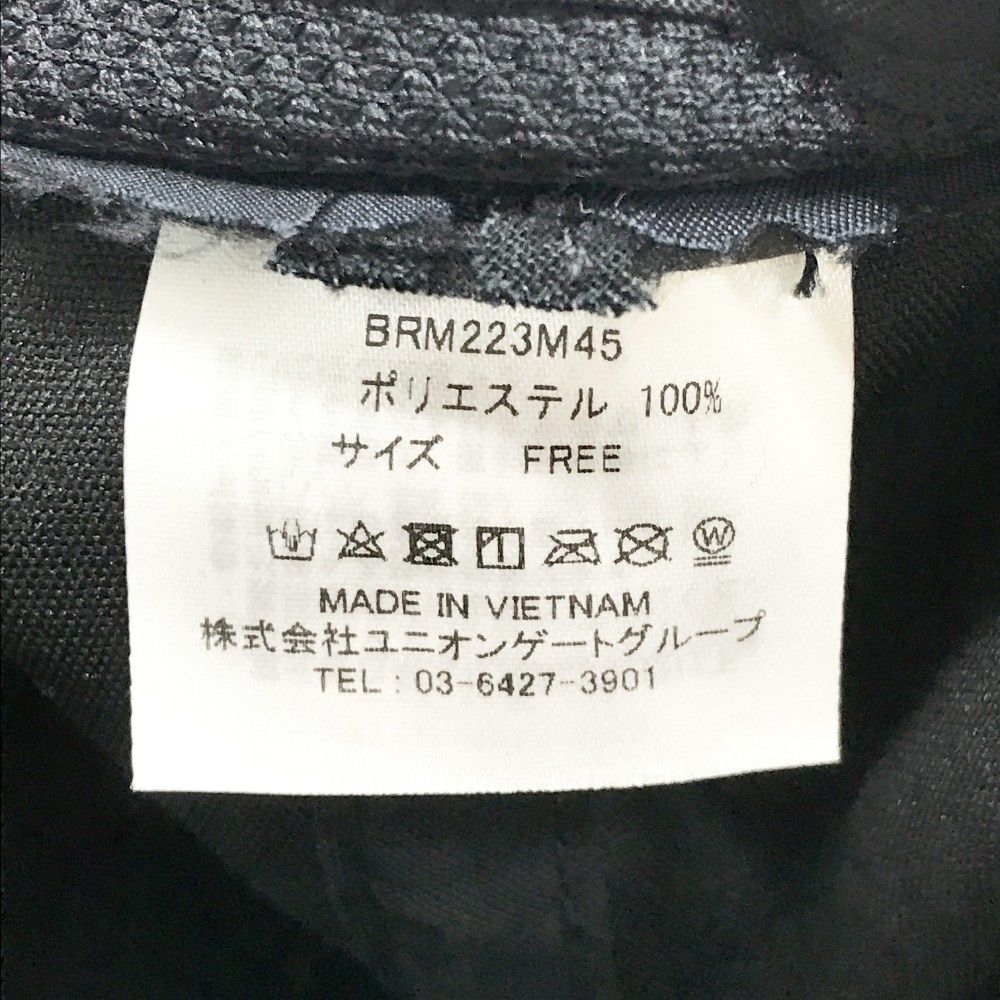 BRM223M45
ポリエステル 100%
サイズ FREE
W
MADE IN VIETNAM
株式会社ユニオンゲートグループ
TEL : 03-6427-3901